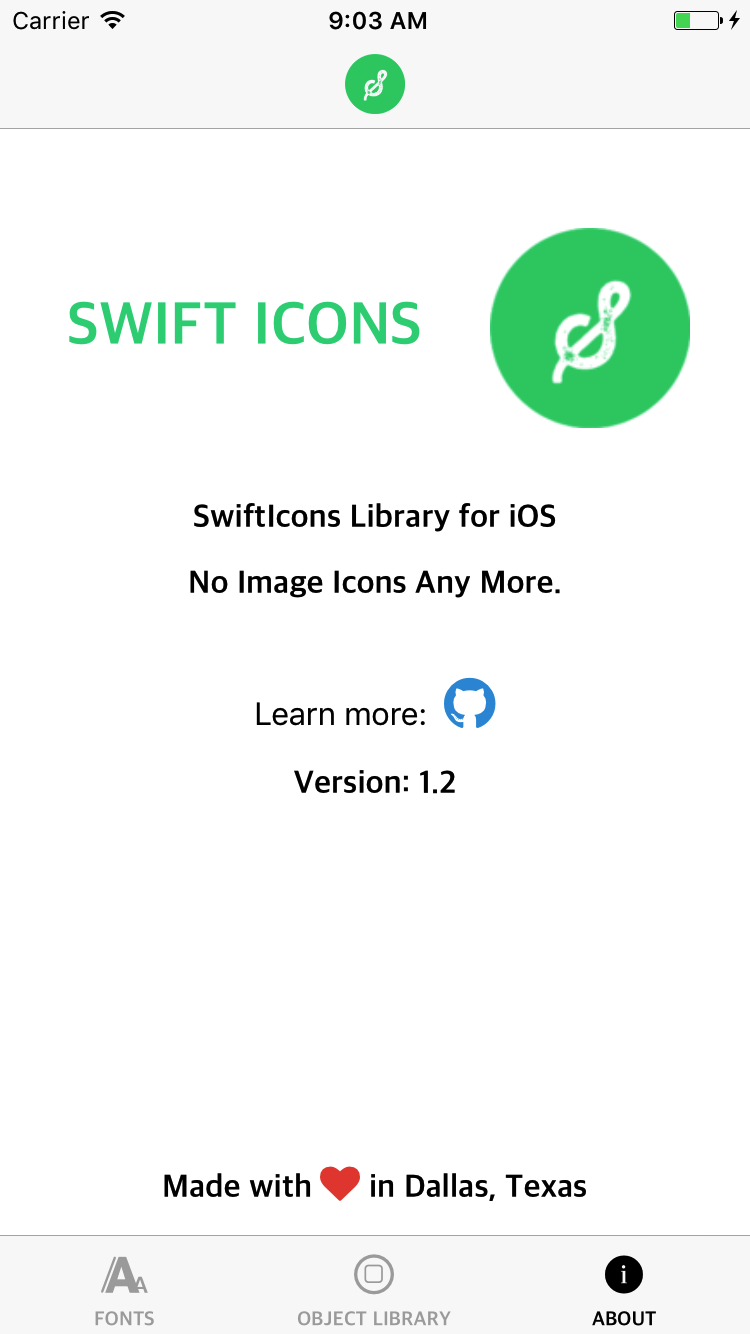 Carrier 9:03 AM
SWIFT ICONS
SwiftIcons Library for iOS
No Image Icons Any More.
Learn more:
Version: 1.2
Made with in Dallas, Texas
FONTS OBJECT LIBRARY ABOUT